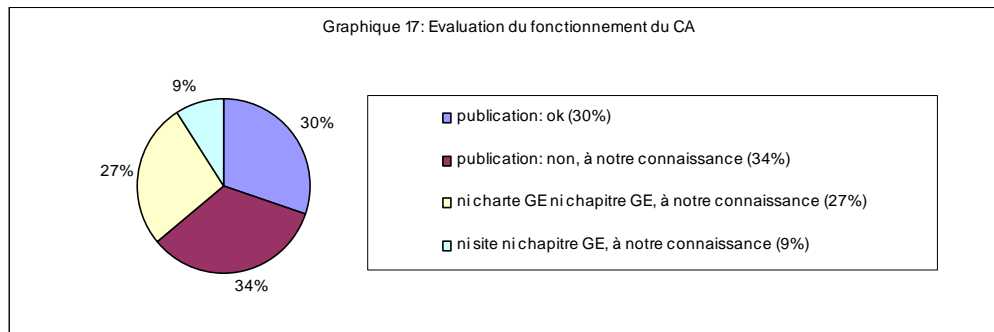 Graphique 17: Evaluation du fonctionnement du CA
9%
30%
27%
34%
publication: ok (30%)
publication: non, à notre connaissance (34%)
ni charte GE ni chapitre GE, à notre connaissance (27%)
ni site ni chapitre GE, à notre connaissance (9%)